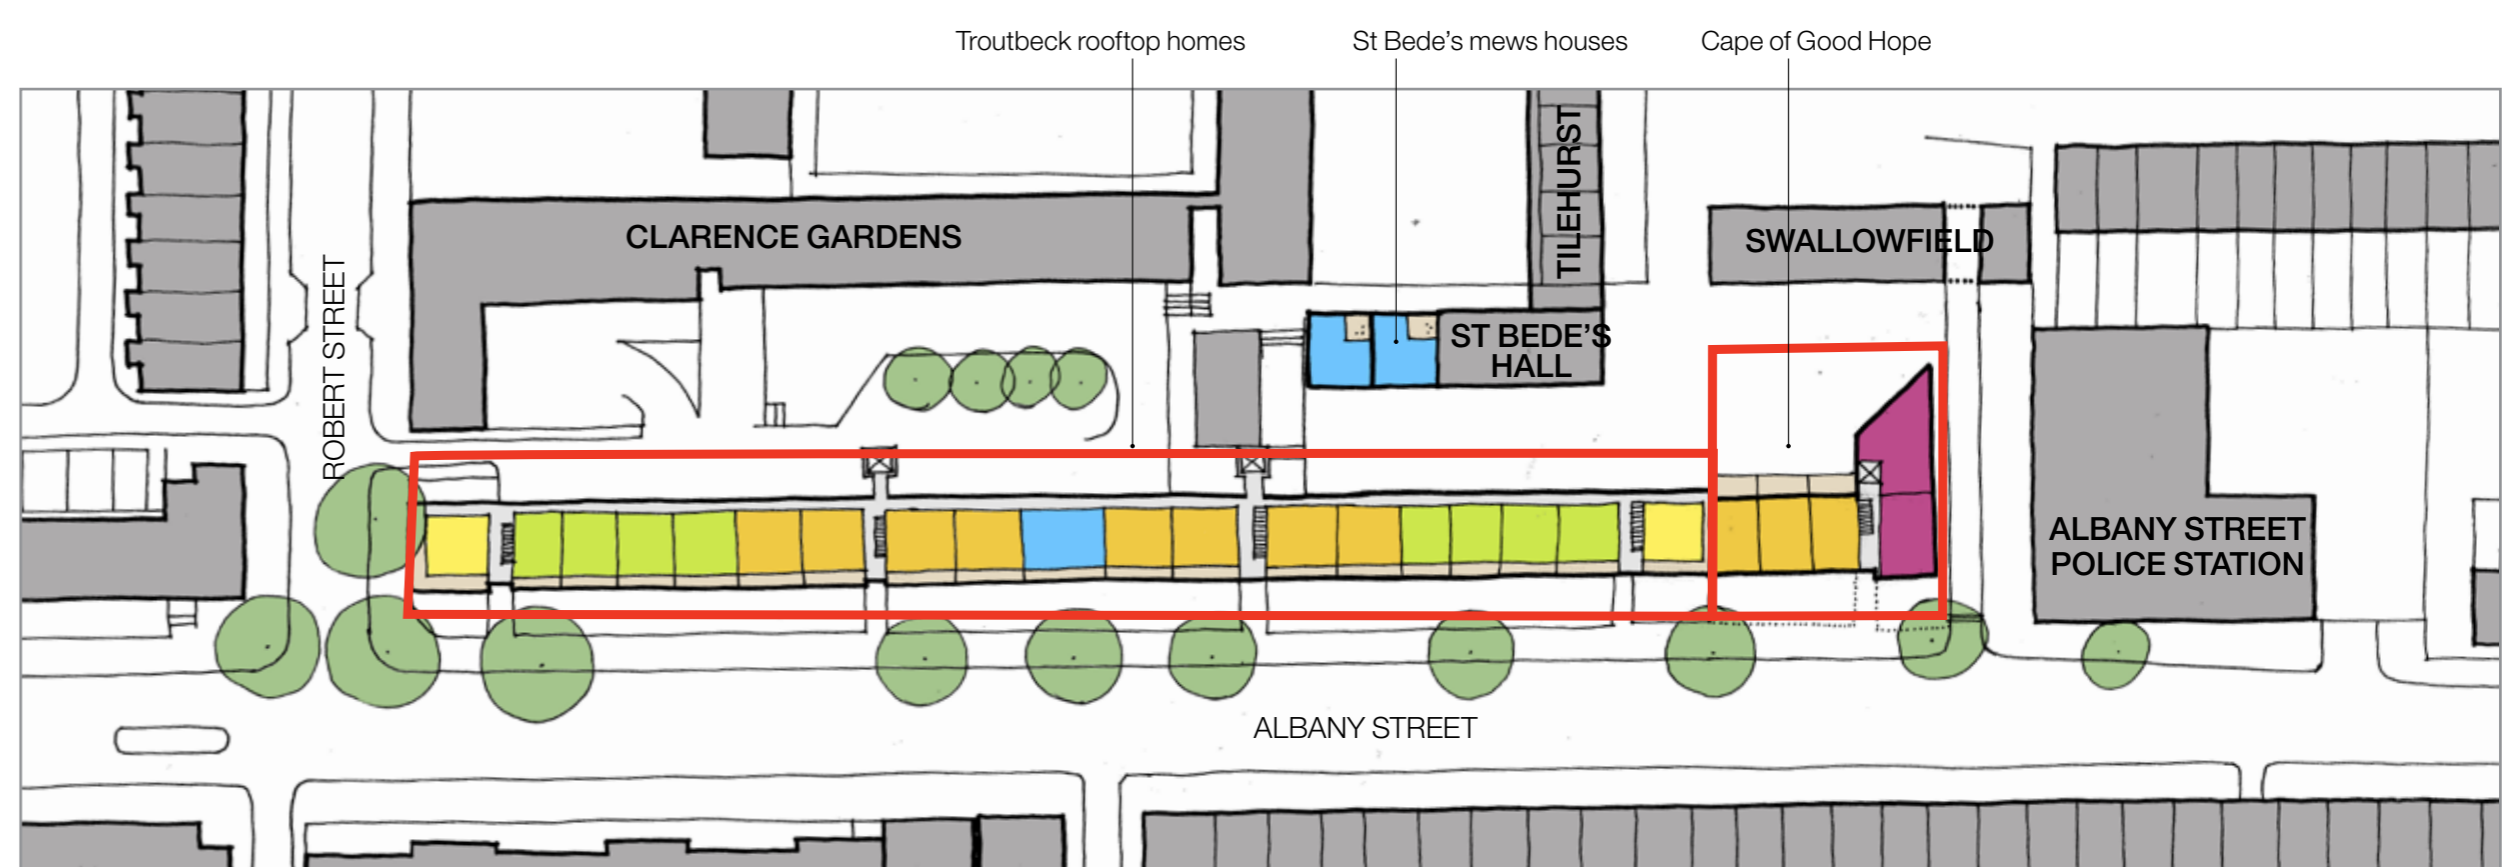 Troutbeck rooftop homes
St Bede’s mews houses
Cape of Good Hope
TILEHURST
CLARENCE GARDENS
SWALLOWFIELD
ROBERT STREET
ST BEDE’S
HALL
ALBANY STREET
POLICE STATION
ALBANY STREET